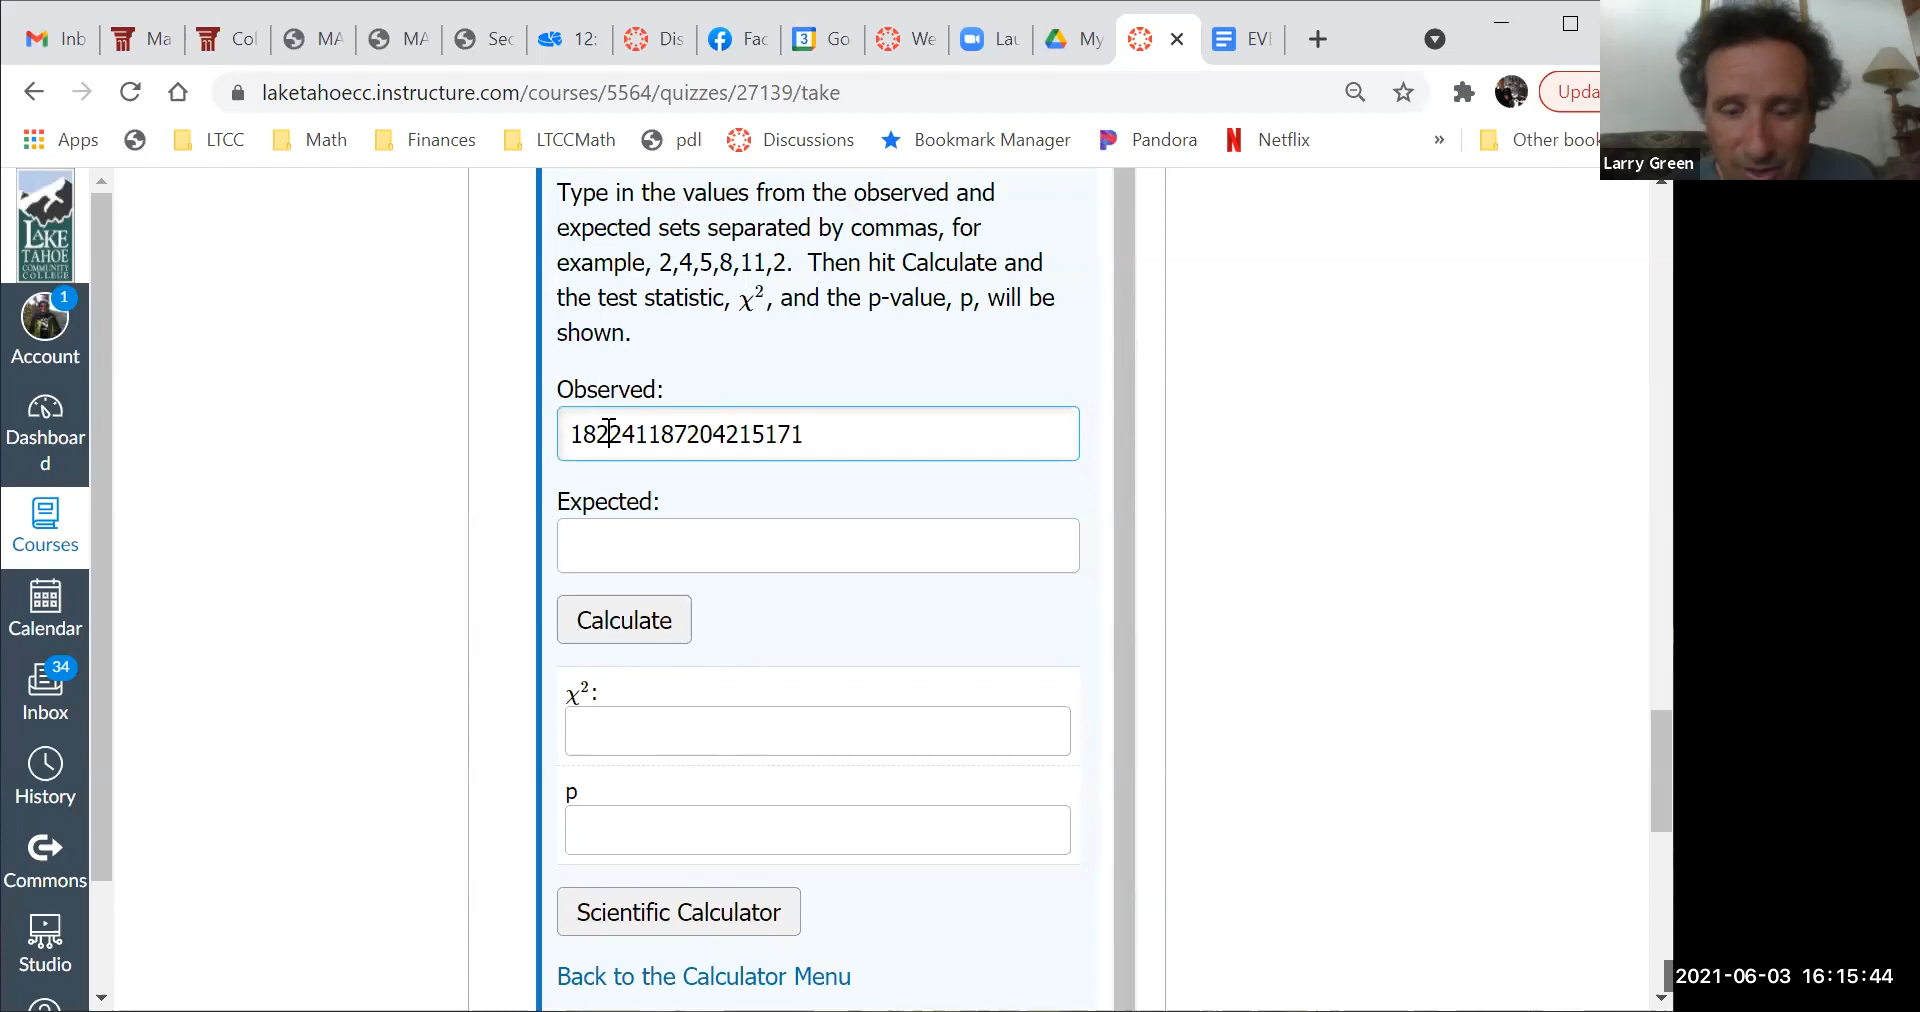 Inb
Ma
Col
MA
MA
Sec
12:
Dis
Fac
3
Go
We
Lau
My
EVE
laketahoecc.instructure.com/courses/5564/quizzes/27139/take
Upda
Apps
LTCC
Math
Finances
LTCCMath
pdl
Discussions
Bookmark Manager
Pandora
Netflix
»
Other book
Larry Green
LAKE
TAHOE
COMMUNITY
COLLEGE
1
Account
Dashboar
d
Courses
Calendar
34
Inbox
History
Commons
Studio
Type in the values from the observed and
expected sets separated by commas, for
example, 2,4,5,8,11,2. Then hit Calculate and
the test statistic, χ², and the p-value, p, will be
shown.
Observed:
182241187204215171
Expected:
Calculate
χ²:
p
Scientific Calculator
Back to the Calculator Menu
2021-06-03 16:15:44